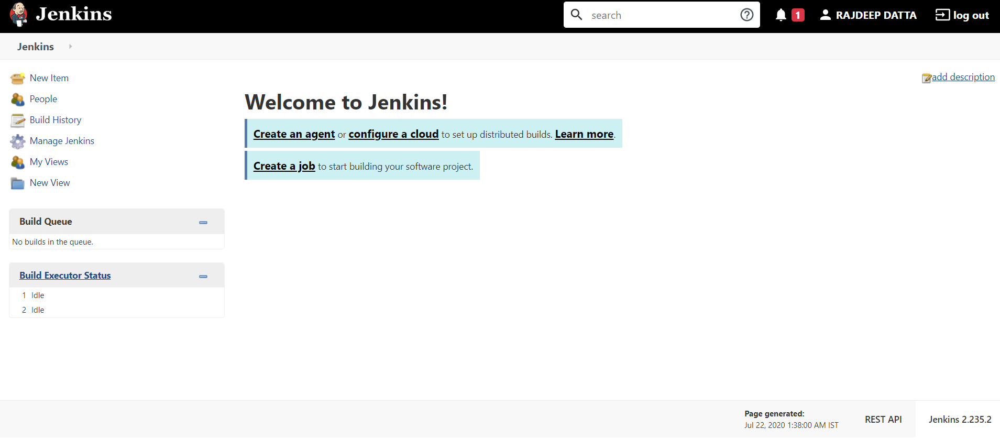 Jenkins
search
1
RAJDEEP DATTA
log out
Jenkins
New Item
People
Build History
Manage Jenkins
My Views
New View
add description
Welcome to Jenkins!
Create an agent or configure a cloud to set up distributed builds. Learn more.
Create a job to start building your software project.
Build Queue
No builds in the queue.
Build Executor Status
1 Idle
2 Idle
Page generated:
Jul 22, 2020 1:38:00 AM IST
REST API
Jenkins 2.235.2